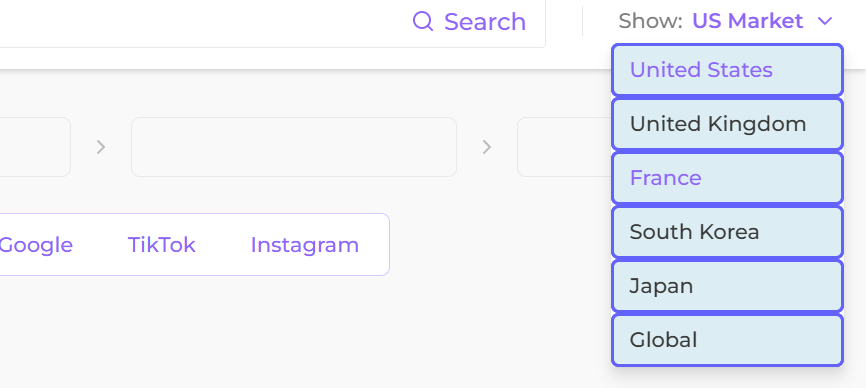 Search
Show: US Market
United States
United Kingdom
France
South Korea
Japan
Global
Google TikTok Instagram